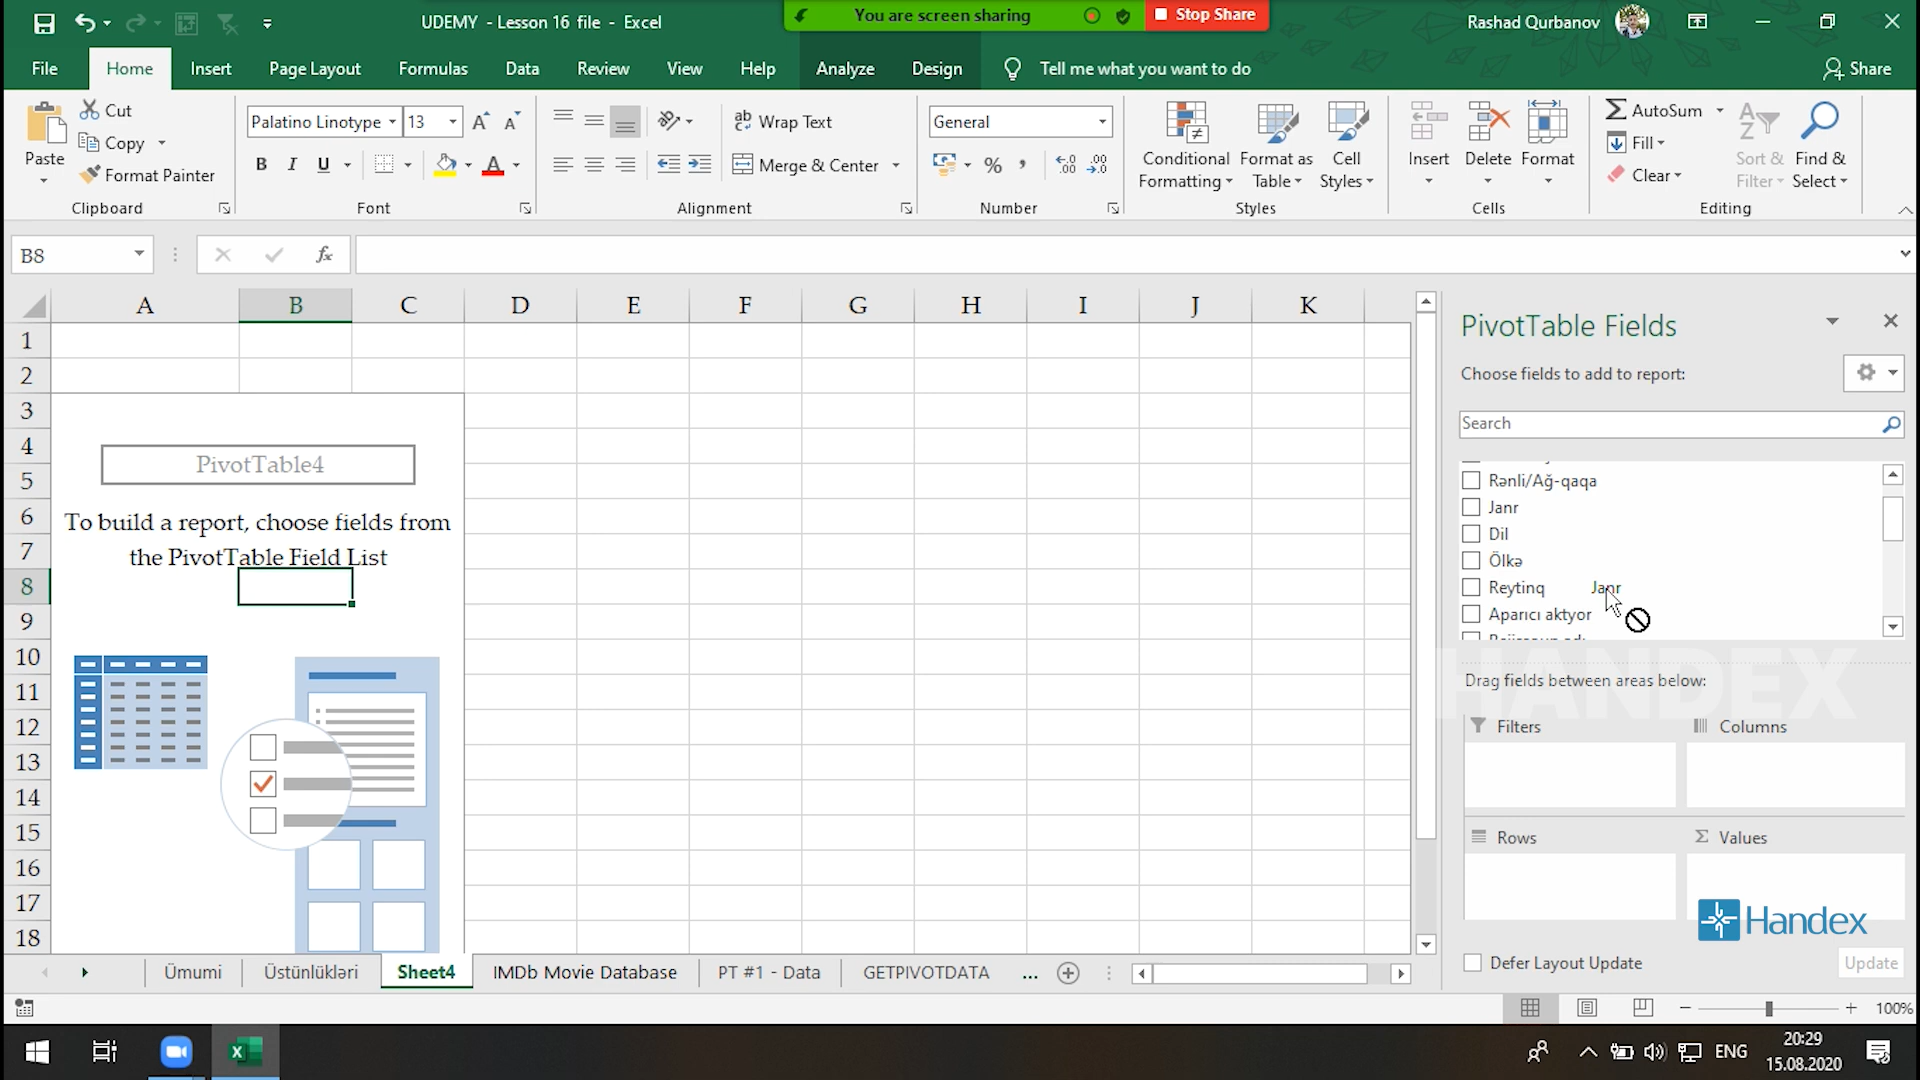 UDEMY - Lesson 16 file - Excel
You are screen sharing
Stop Share
Rashad Qurbanov
File
Home
Insert
Page Layout
Formulas
Data
Review
View
Help
Analyze
Design
Tell me what you want to do
Share
Paste
Cut
Copy
Format Painter
Clipboard
Palatino Linotype
13
B I U
Font
Wrap Text
Merge & Center
Alignment
General
%
Number
Conditional Formatting
Format as Table
Cell Styles
Styles
Insert
Delete
Format
Cells
AutoSum
Fill
Clear
Sort & Filter
Find & Select
Editing
B8
fx
A B C D E F G H I J K
1
2
3
4
5
6
7
8
9
10
11
12
13
14
15
16
17
18
PivotTable4
To build a report, choose fields from
the PivotTable Field List
PivotTable Fields
Choose fields to add to report:
Search
Rənli/Ağ-qaqa
Janr
Dil
Ölkə
Reytinq
Janr
Aparıcı aktyor
HANDEX
Drag fields between areas below:
Filters
Columns
Rows
Values
Handex
Defer Layout Update
Update
Ümumi
Üstünlükləri
Sheet4
IMDb Movie Database
PT #1 - Data
GETPIVOTDATA
...
100%
ENG
20:29
15.08.2020